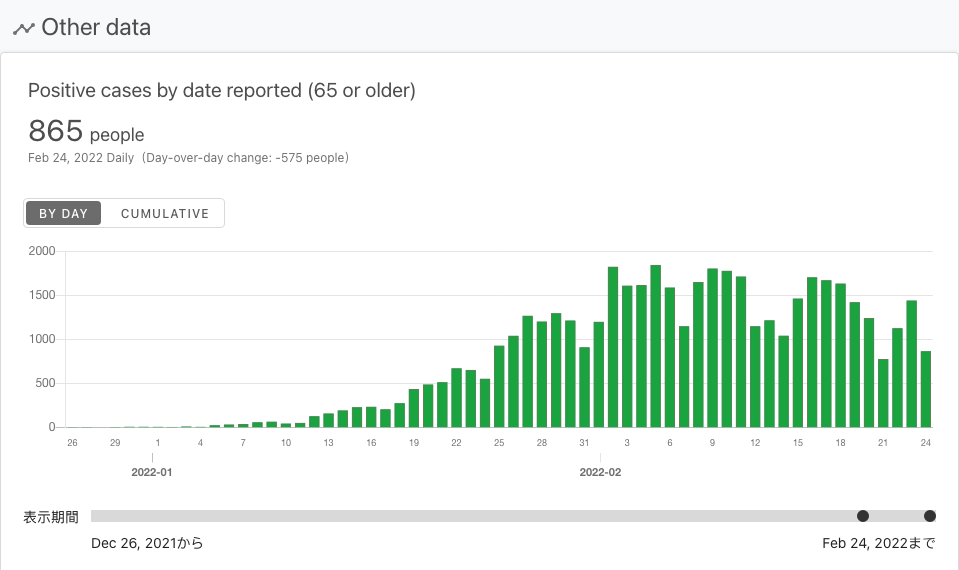 Other data
Positive cases by date reported (65 or older)
865 people
Feb 24, 2022 Daily (Day-over-day change: -575 people)
BY DAY CUMULATIVE
2000
1500
1000
500
0
26 29 1 4 7 10 13 16 19 22 25 28 31 3 6 9 12 15 18 21 24
2022-01 2022-02
表示期間
Dec 26, 2021から Feb 24, 2022まで